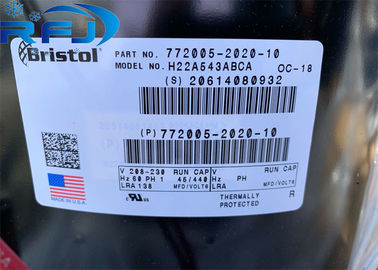 RFJ
Bristol
PART NO. 772005-2020-10
MODEL NO. H22A543ABCA OC-18
(S) 20614080932
(P) 772005-2020-10
V 208-230 RUN CAP
Hz 60 PH 1 45/440
LRA 138 MFD/VOLTS
V RUN CAP
Hz PH
LRA MFD/VOLTS
MADE IN U.S.A.
THERMALLY
PROTECTED
R